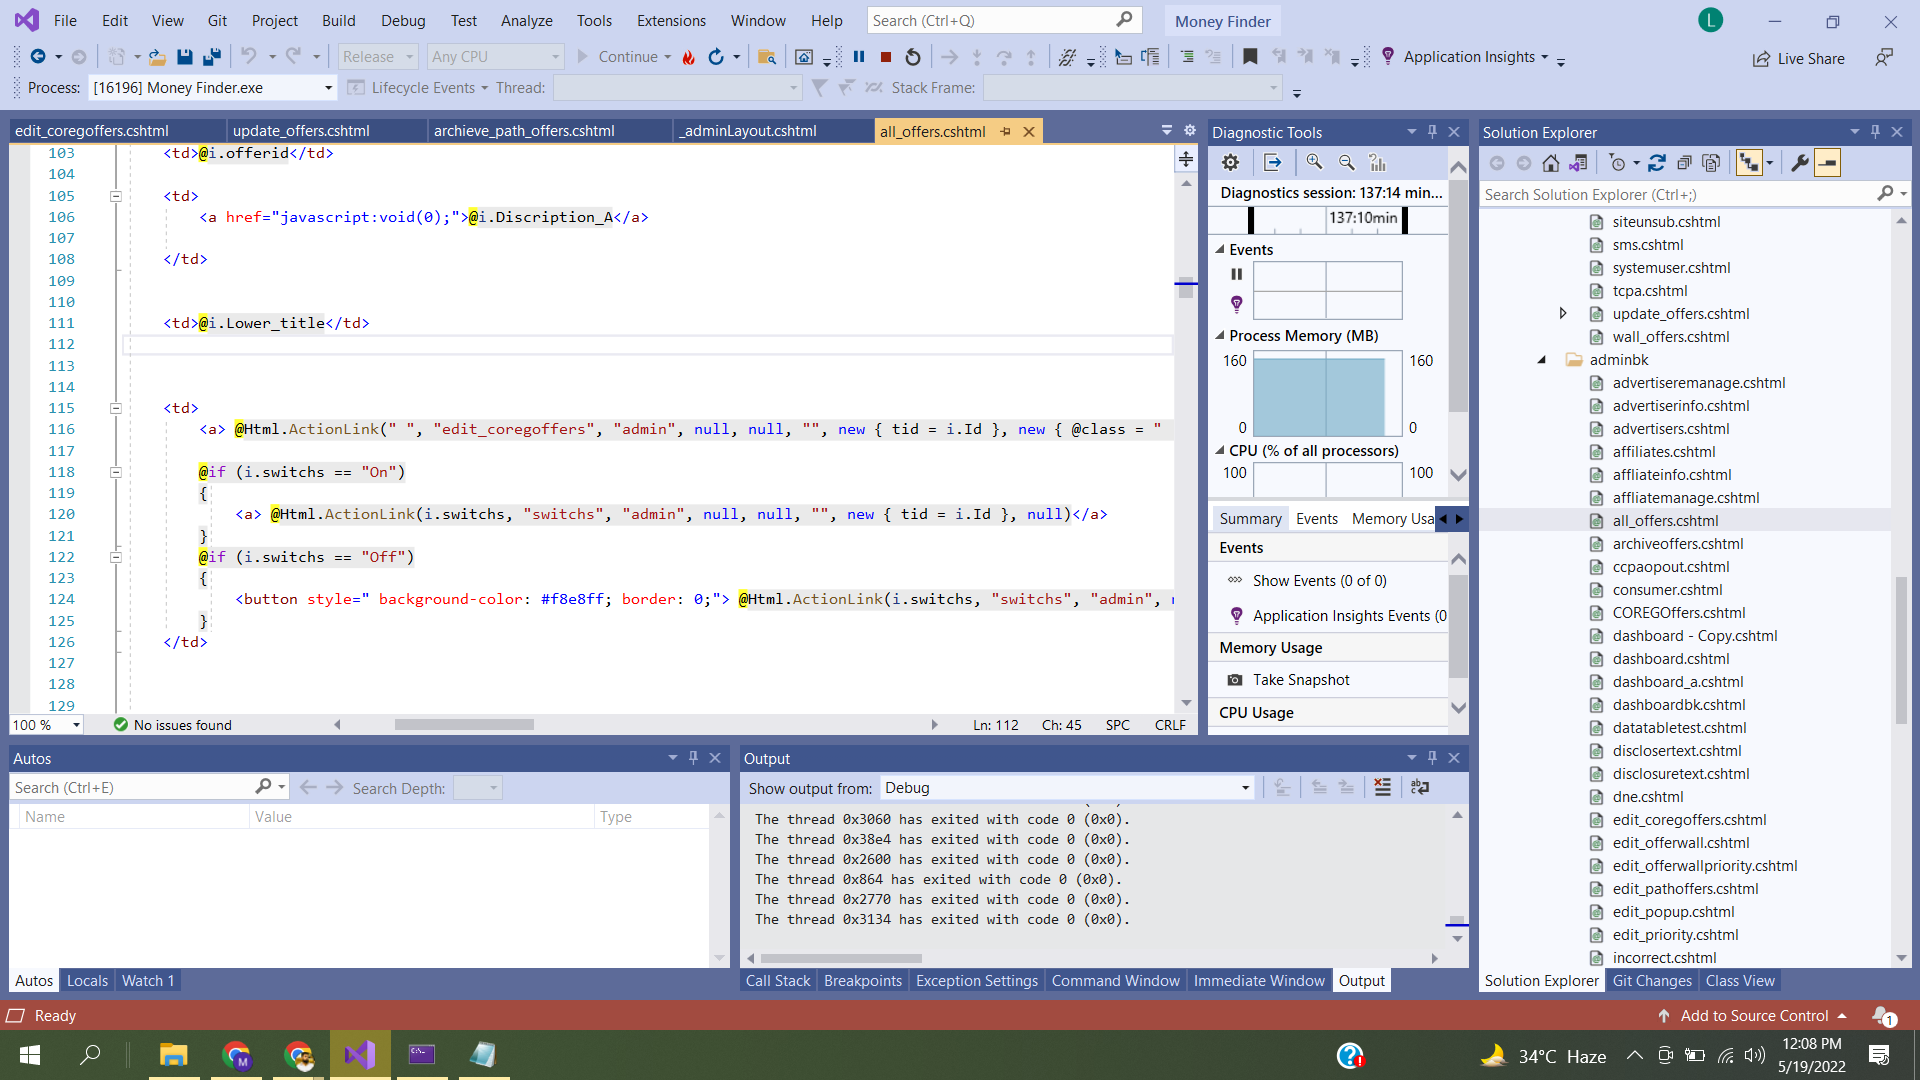 File Edit View Git Project Build Debug Test Analyze Tools Extensions Window Help Search (Ctrl+Q) Money Finder L
Release Any CPU Continue Application Insights Live Share
Process: [16196] Money Finder.exe Lifecycle Events Thread: Stack Frame:
edit_coregoffers.cshtml update_offers.cshtml archieve_path_offers.cshtml _adminLayout.cshtml all_offers.cshtml
103 <td>@i.offerid</td>
104
105 <td>
106 <a href="javascript:void(0);">@i.Discription_A</a>
107
108 </td>
109
110
111 <td>@i.Lower_title</td>
112
113
114
115 <td>
116 <a> @Html.ActionLink(" ", "edit_coregoffers", "admin", null, null, "", new { tid = i.Id }, new { @class = "
117
118 @if (i.switchs == "On")
119 {
120 <a> @Html.ActionLink(i.switchs, "switchs", "admin", null, null, "", new { tid = i.Id }, null)</a>
121 }
122 @if (i.switchs == "Off")
123 {
124 <button style=" background-color: #f8e8ff; border: 0;"> @Html.ActionLink(i.switchs, "switchs", "admin",
125 }
126 </td>
127
128
129
100 % No issues found Ln: 112 Ch: 45 SPC CRLF
Diagnostic Tools
Diagnostics session: 137:14 min...
137:10min
Events
Process Memory (MB)
160 160
0 0
CPU (% of all processors)
100 100
Summary Events Memory Usa
Events
Show Events (0 of 0)
Application Insights Events (0
Memory Usage
Take Snapshot
CPU Usage
Solution Explorer
Search Solution Explorer (Ctrl+;)
siteunsub.cshtml
sms.cshtml
systemuser.cshtml
tcpa.cshtml
update_offers.cshtml
wall_offers.cshtml
adminbk
advertiseremanage.cshtml
advertiserinfo.cshtml
advertisers.cshtml
affiliates.cshtml
affliateinfo.cshtml
affliatemanage.cshtml
all_offers.cshtml
archiveoffers.cshtml
ccpaopout.cshtml
consumer.cshtml
COREGOffers.cshtml
dashboard - Copy.cshtml
dashboard.cshtml
dashboard_a.cshtml
dashboardbk.cshtml
datatabletest.cshtml
disclosertext.cshtml
disclosuretext.cshtml
dne.cshtml
edit_coregoffers.cshtml
edit_offerwall.cshtml
edit_offerwallpriority.cshtml
edit_pathoffers.cshtml
edit_popup.cshtml
edit_priority.cshtml
incorrect.cshtml
Solution Explorer Git Changes Class View
Autos
Search (Ctrl+E) Search Depth:
Name Value Type
Autos Locals Watch 1
Output
Show output from: Debug
The thread 0x3060 has exited with code 0 (0x0).
The thread 0x38e4 has exited with code 0 (0x0).
The thread 0x2600 has exited with code 0 (0x0).
The thread 0x864 has exited with code 0 (0x0).
The thread 0x2770 has exited with code 0 (0x0).
The thread 0x3134 has exited with code 0 (0x0).
Call Stack Breakpoints Exception Settings Command Window Immediate Window Output
Ready Add to Source Control 1
M 34°C Haze 12:08 PM
5/19/2022